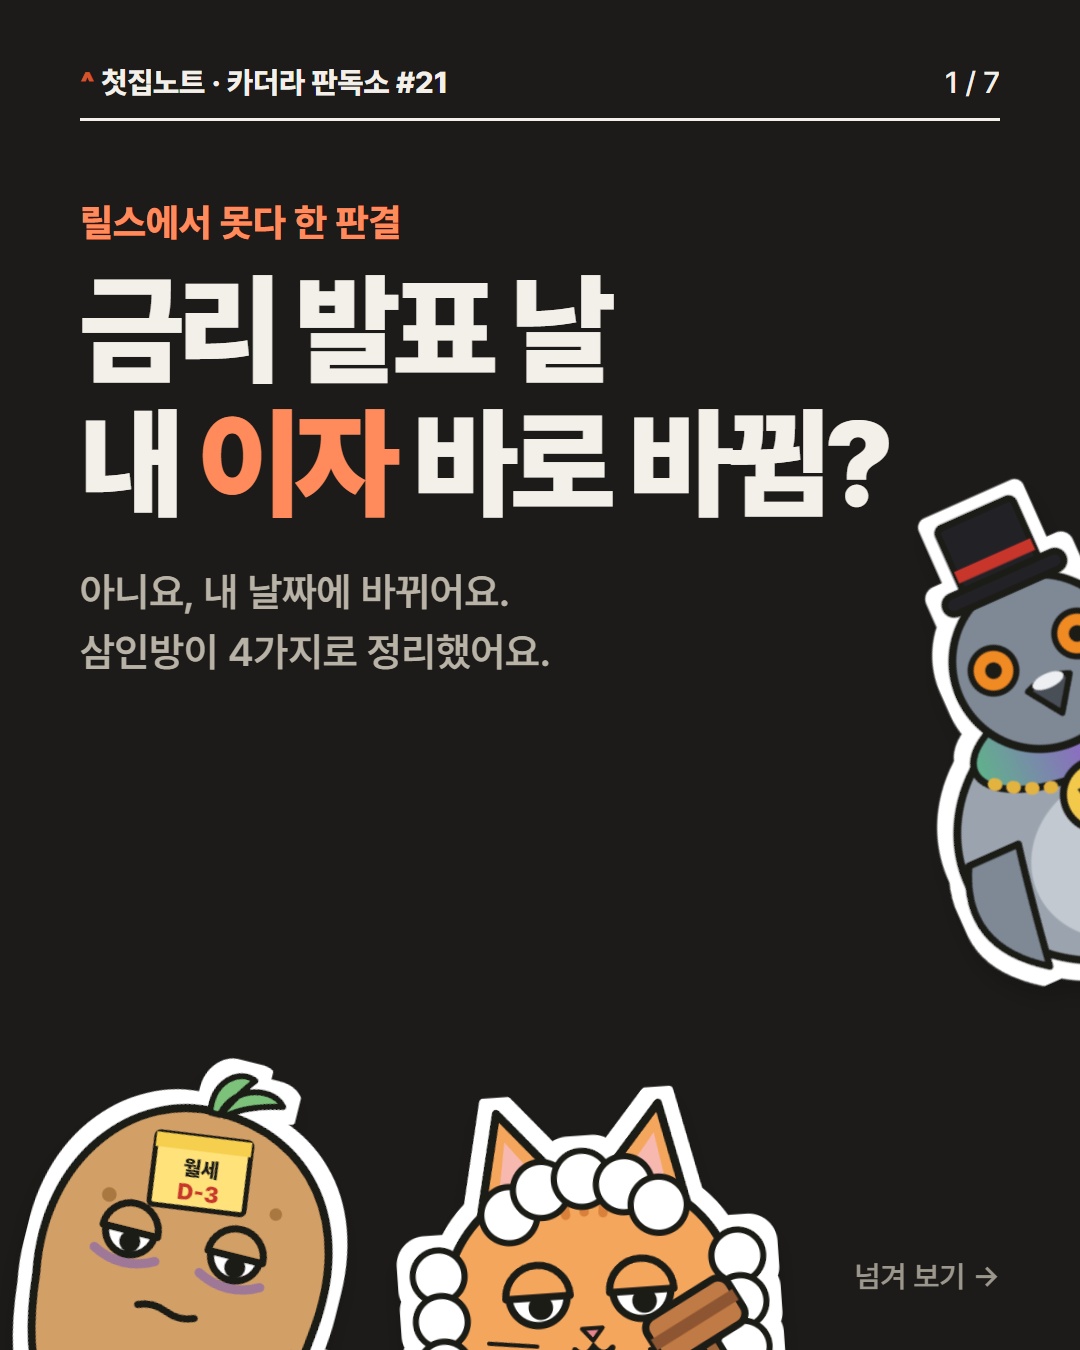 ^ 첫집노트 · 카더라 판독소 #21
1 / 7
릴스에서 못다 한 판결
금리 발표 날
내 이자 바로 바뀜?
아니요, 내 날짜에 바뀌어요.
삼인방이 4가지로 정리했어요.
월세
D-3
넘겨 보기 →